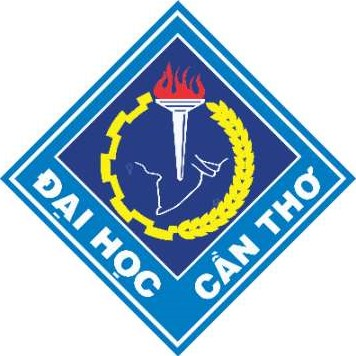 ĐẠI HỌC
CẦN THƠ